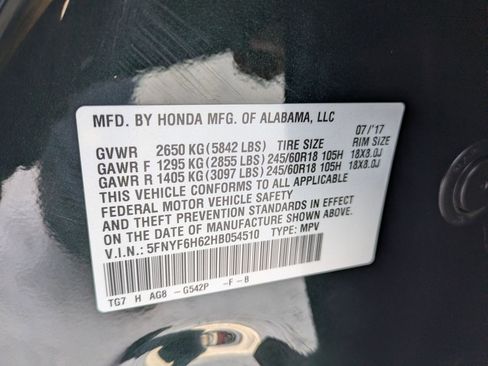 MFD. BY HONDA MFG. OF ALABAMA, LLC 07/'17
GVWR 2650 KG (5842 LBS) TIRE SIZE RIM SIZE
GAWR F 1295 KG (2855 LBS) 245/60R18 105H 18X8.0J
GAWR R 1405 KG (3097 LBS) 245/60R18 105H 18X8.0J
THIS VEHICLE CONFORMS TO ALL APPLICABLE
FEDERAL MOTOR VEHICLE SAFETY
AND THEFT PREVENTION STANDARDS IN EFFECT
ON THE DATE OF MANUFACTURE SHOWN ABOVE.
V.I.N.: 5FNYF6H62HB054510 TYPE: MPV
TG7 H AG8 - G542P -F-B